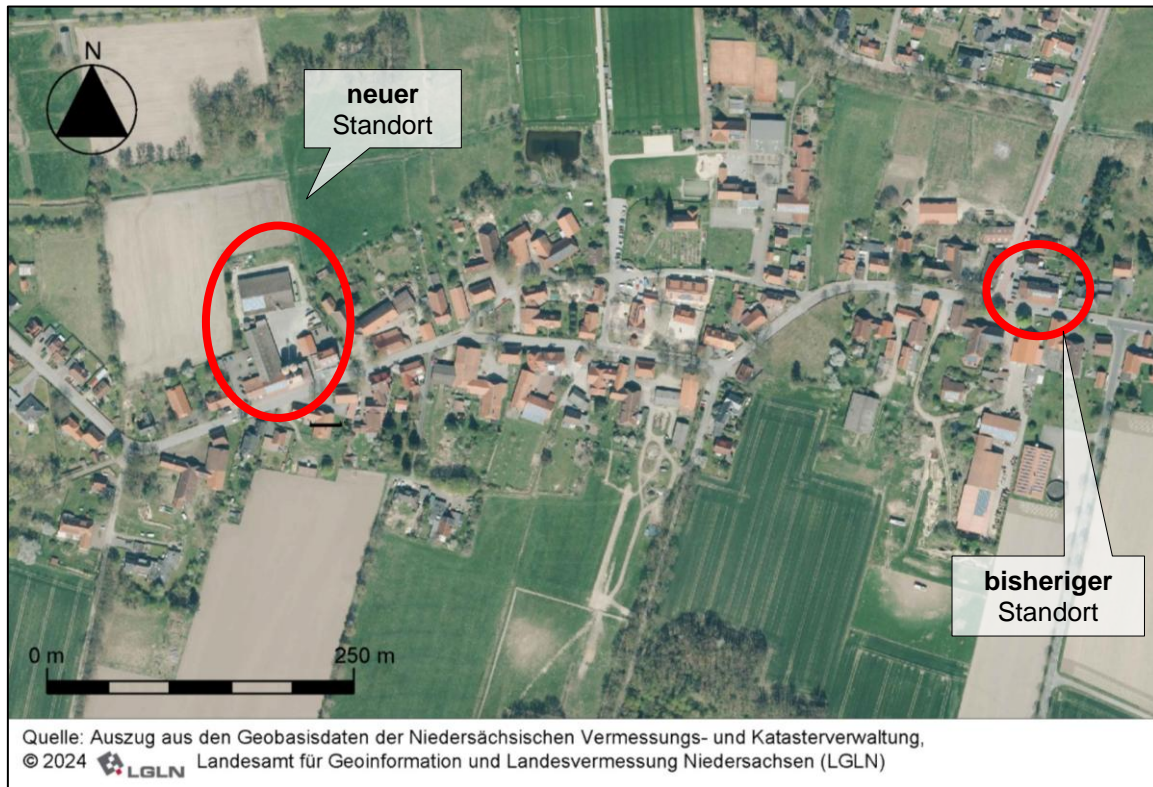 N
neuer
Standort
bisheriger
Standort
0 m 250 m
Quelle: Auszug aus den Geobasisdaten der Niedersächsischen Vermessungs- und Katasterverwaltung,
© 2024 LGLN Landesamt für Geoinformation und Landesvermessung Niedersachsen (LGLN)